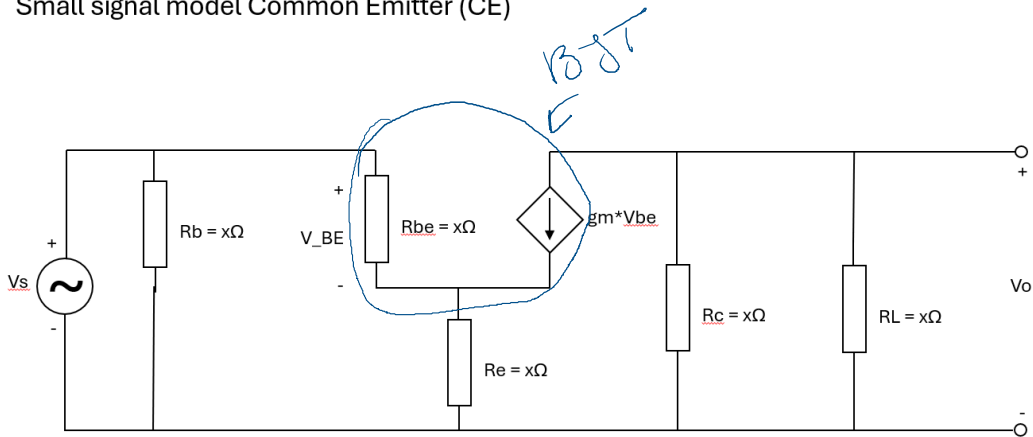 Small signal model Common Emitter (CE)
BJT
+
Rb = xΩ
V_BE
-
Rbe = xΩ
gm*Vbe
+
Vs
-
Re = xΩ
Rc = xΩ
RL = xΩ
+
Vo
-